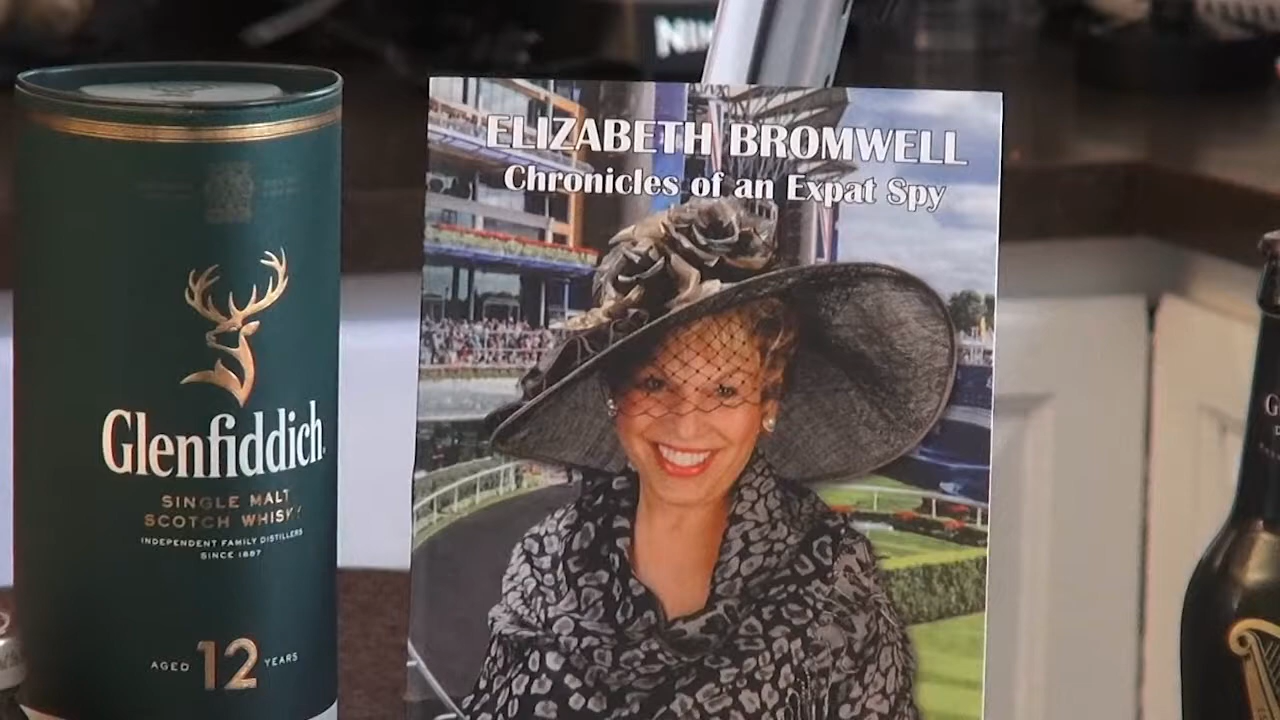 ELIZABETH BROMWELL
Chronicles of an Expat Spy
Glenfiddich
SINGLE MALT
SCOTCH WHISKY
INDEPENDENT FAMILY DISTILLERS
SINCE 1887
AGED 12 YEARS